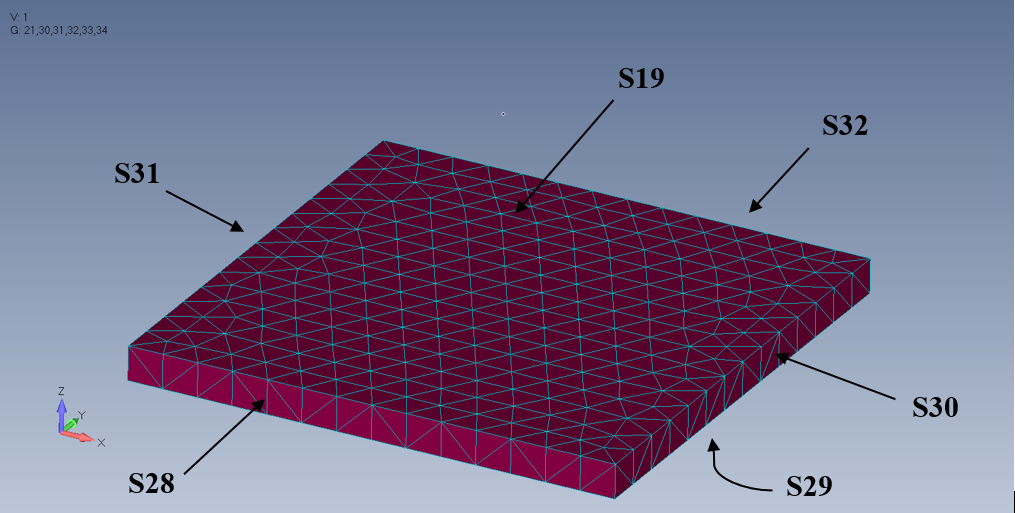 V: 1
G: 21,30,31,32,33,34
S19
S32
S31
Z
Y
X
S30
S28
S29